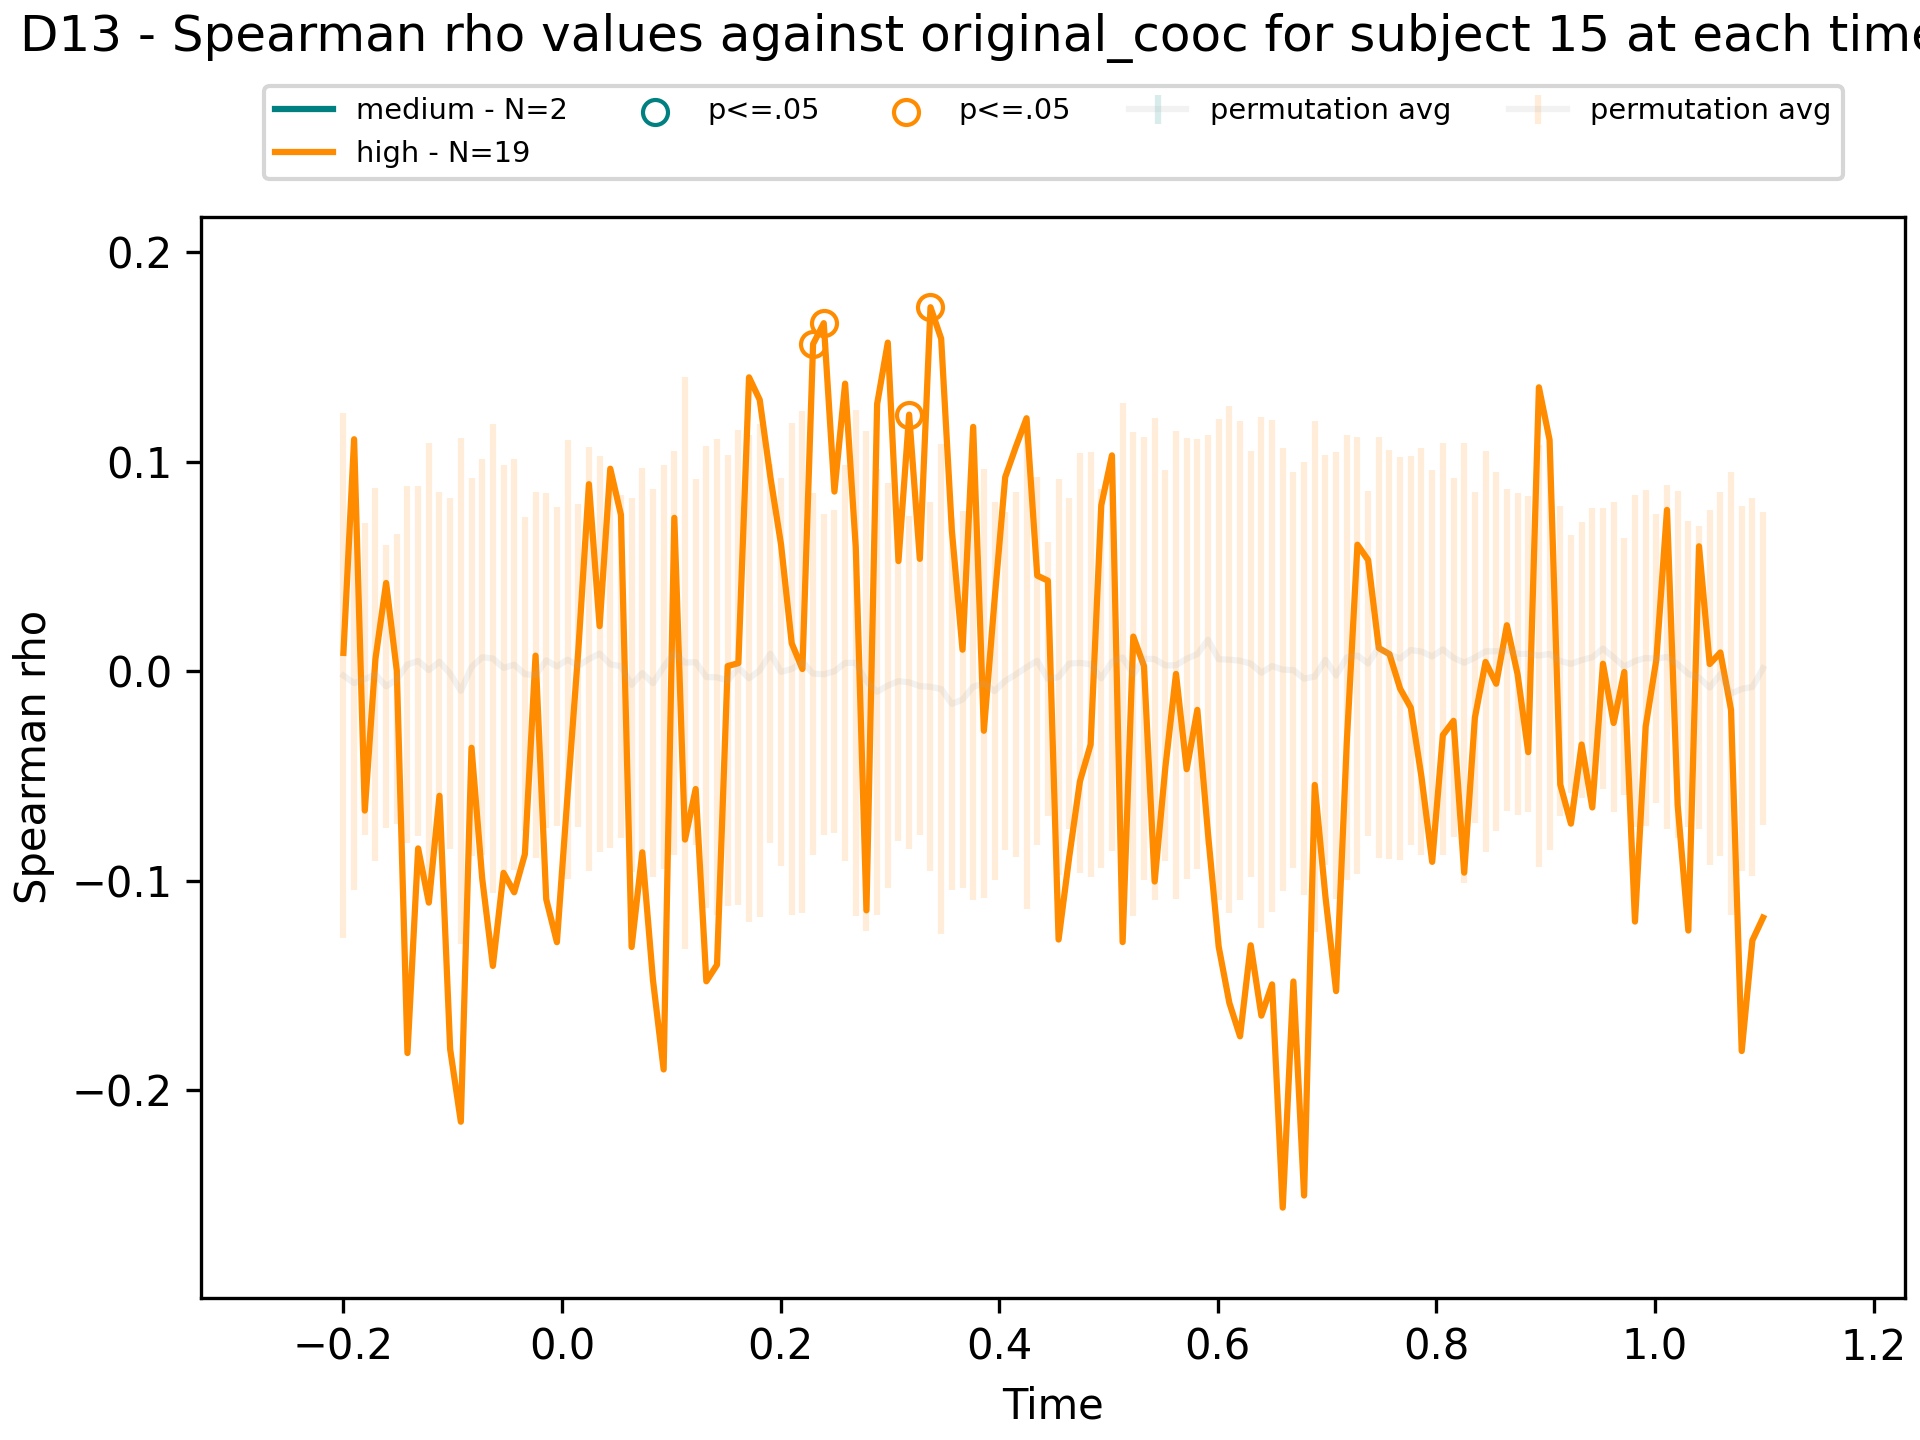 D13 - Spearman rho values against original_cooc for subject 15 at each time
medium - N=2
high - N=19
p<=.05
p<=.05
permutation avg
permutation avg
Spearman rho
0.2
0.1
0.0
−0.1
−0.2
−0.2 0.0 0.2 0.4 0.6 0.8 1.0 1.2
Time